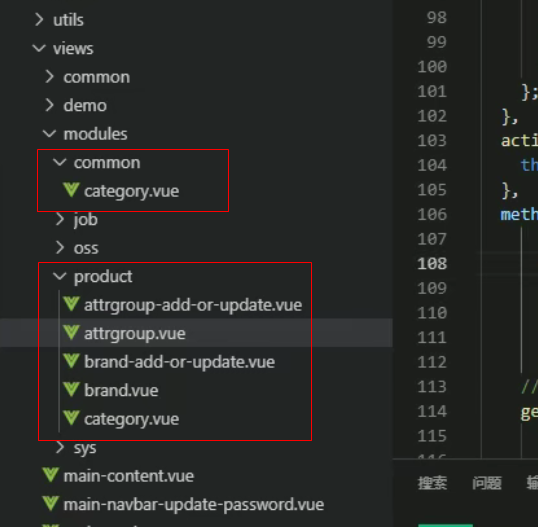 utils
views
common
demo
modules
common
category.vue
job
oss
product
attrgroup-add-or-update.vue
attrgroup.vue
brand-add-or-update.vue
brand.vue
category.vue
sys
main-content.vue
main-navbar-update-password.vue
98
99
100
101 };
102 },
103 acti
104 th
105 },
106 meth
107
108
109
110
111
112
113 //
114 ge
115
搜索 问题